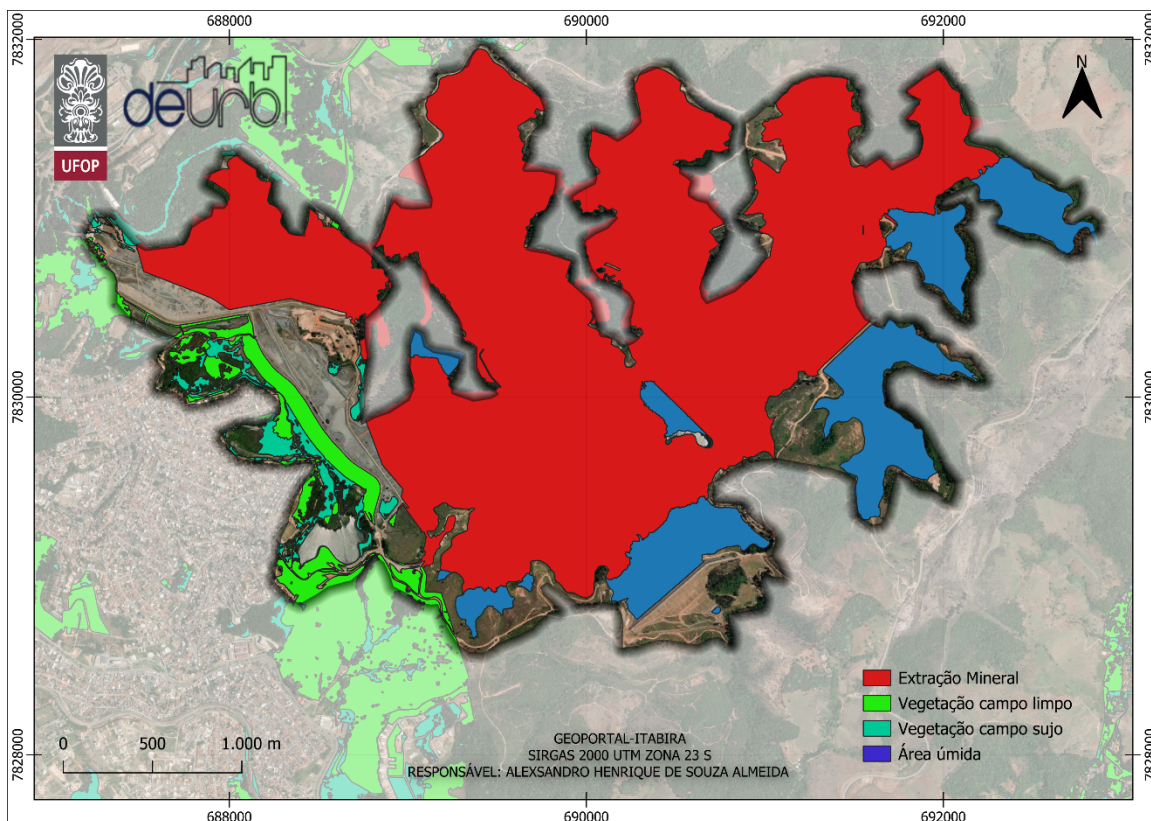 688000
690000
692000
7832000
7832000
N
UFOP
deurb
7830000
7830000
Extração Mineral
Vegetação campo limpo
Vegetação campo sujo
Área úmida
0
500
1.000 m
GEOPORTAL-ITABIRA
SIRGAS 2000 UTM ZONA 23 S
RESPONSÁVEL: ALEXSANDRO HENRIQUE DE SOUZA ALMEIDA
7828000
7828000
688000
690000
692000